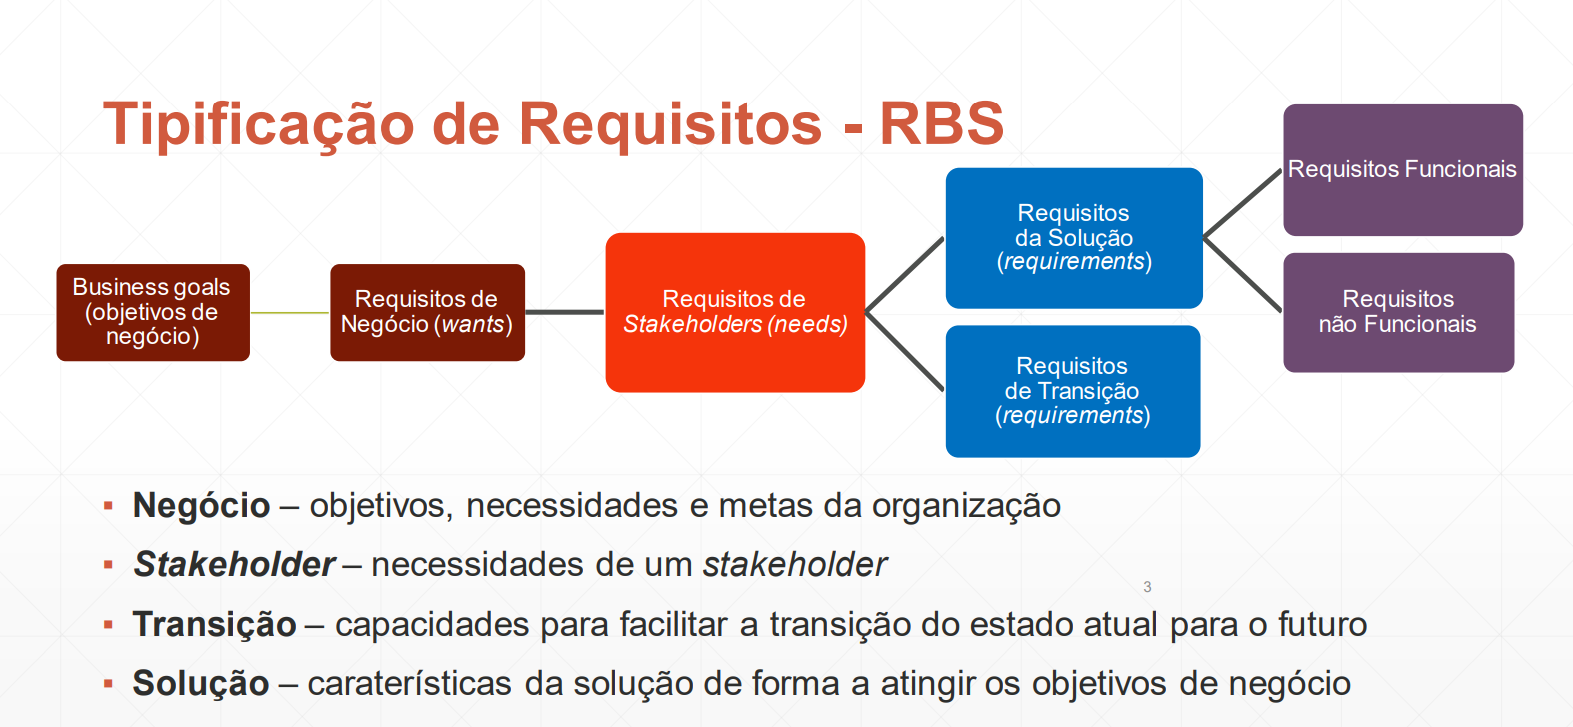 Tipificação de Requisitos - RBS
Business goals
(objetivos de
negócio)
Requisitos de
Negócio (wants)
Requisitos de
Stakeholders (needs)
Requisitos
da Solução
(requirements)
Requisitos
de Transição
(requirements)
Requisitos Funcionais
Requisitos
não Funcionais
▪ Negócio – objetivos, necessidades e metas da organização
▪ Stakeholder – necessidades de um stakeholder
3
▪ Transição – capacidades para facilitar a transição do estado atual para o futuro
▪ Solução – caraterísticas da solução de forma a atingir os objetivos de negócio